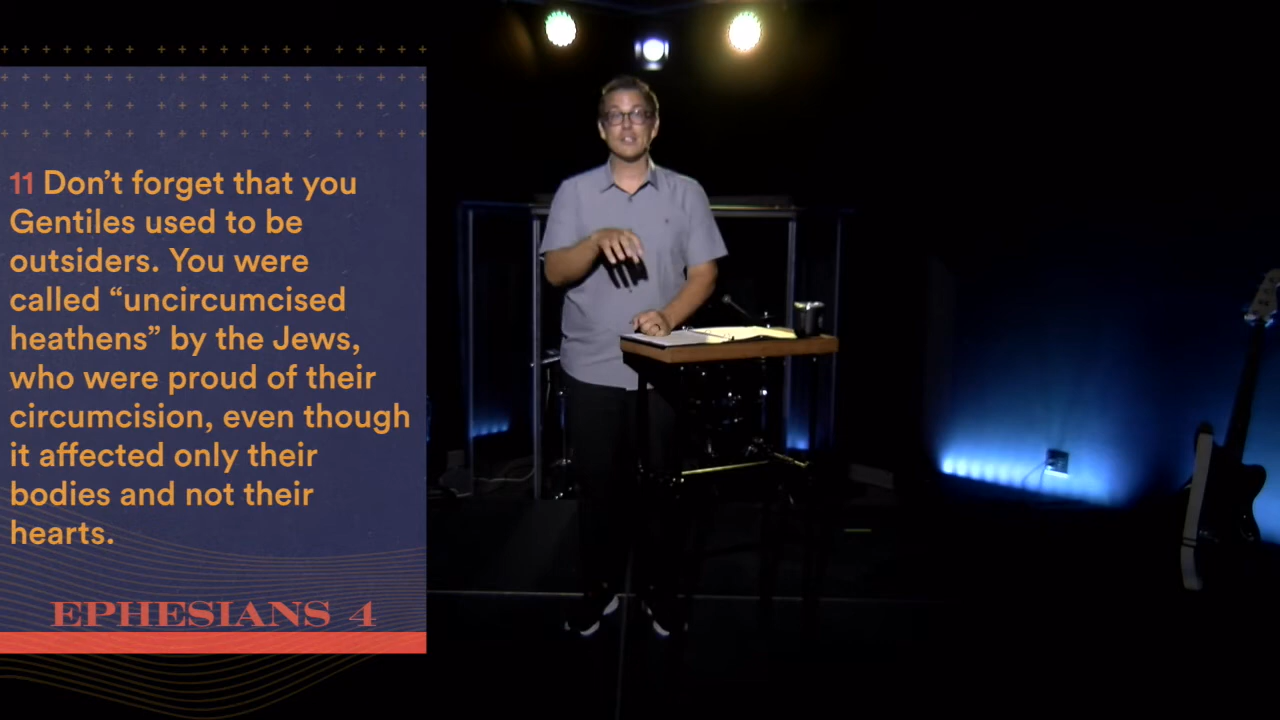 11 Don’t forget that you
Gentiles used to be
outsiders. You were
called “uncircumcised
heathens” by the Jews,
who were proud of their
circumcision, even though
it affected only their
bodies and not their
hearts.
EPHESIANS 4